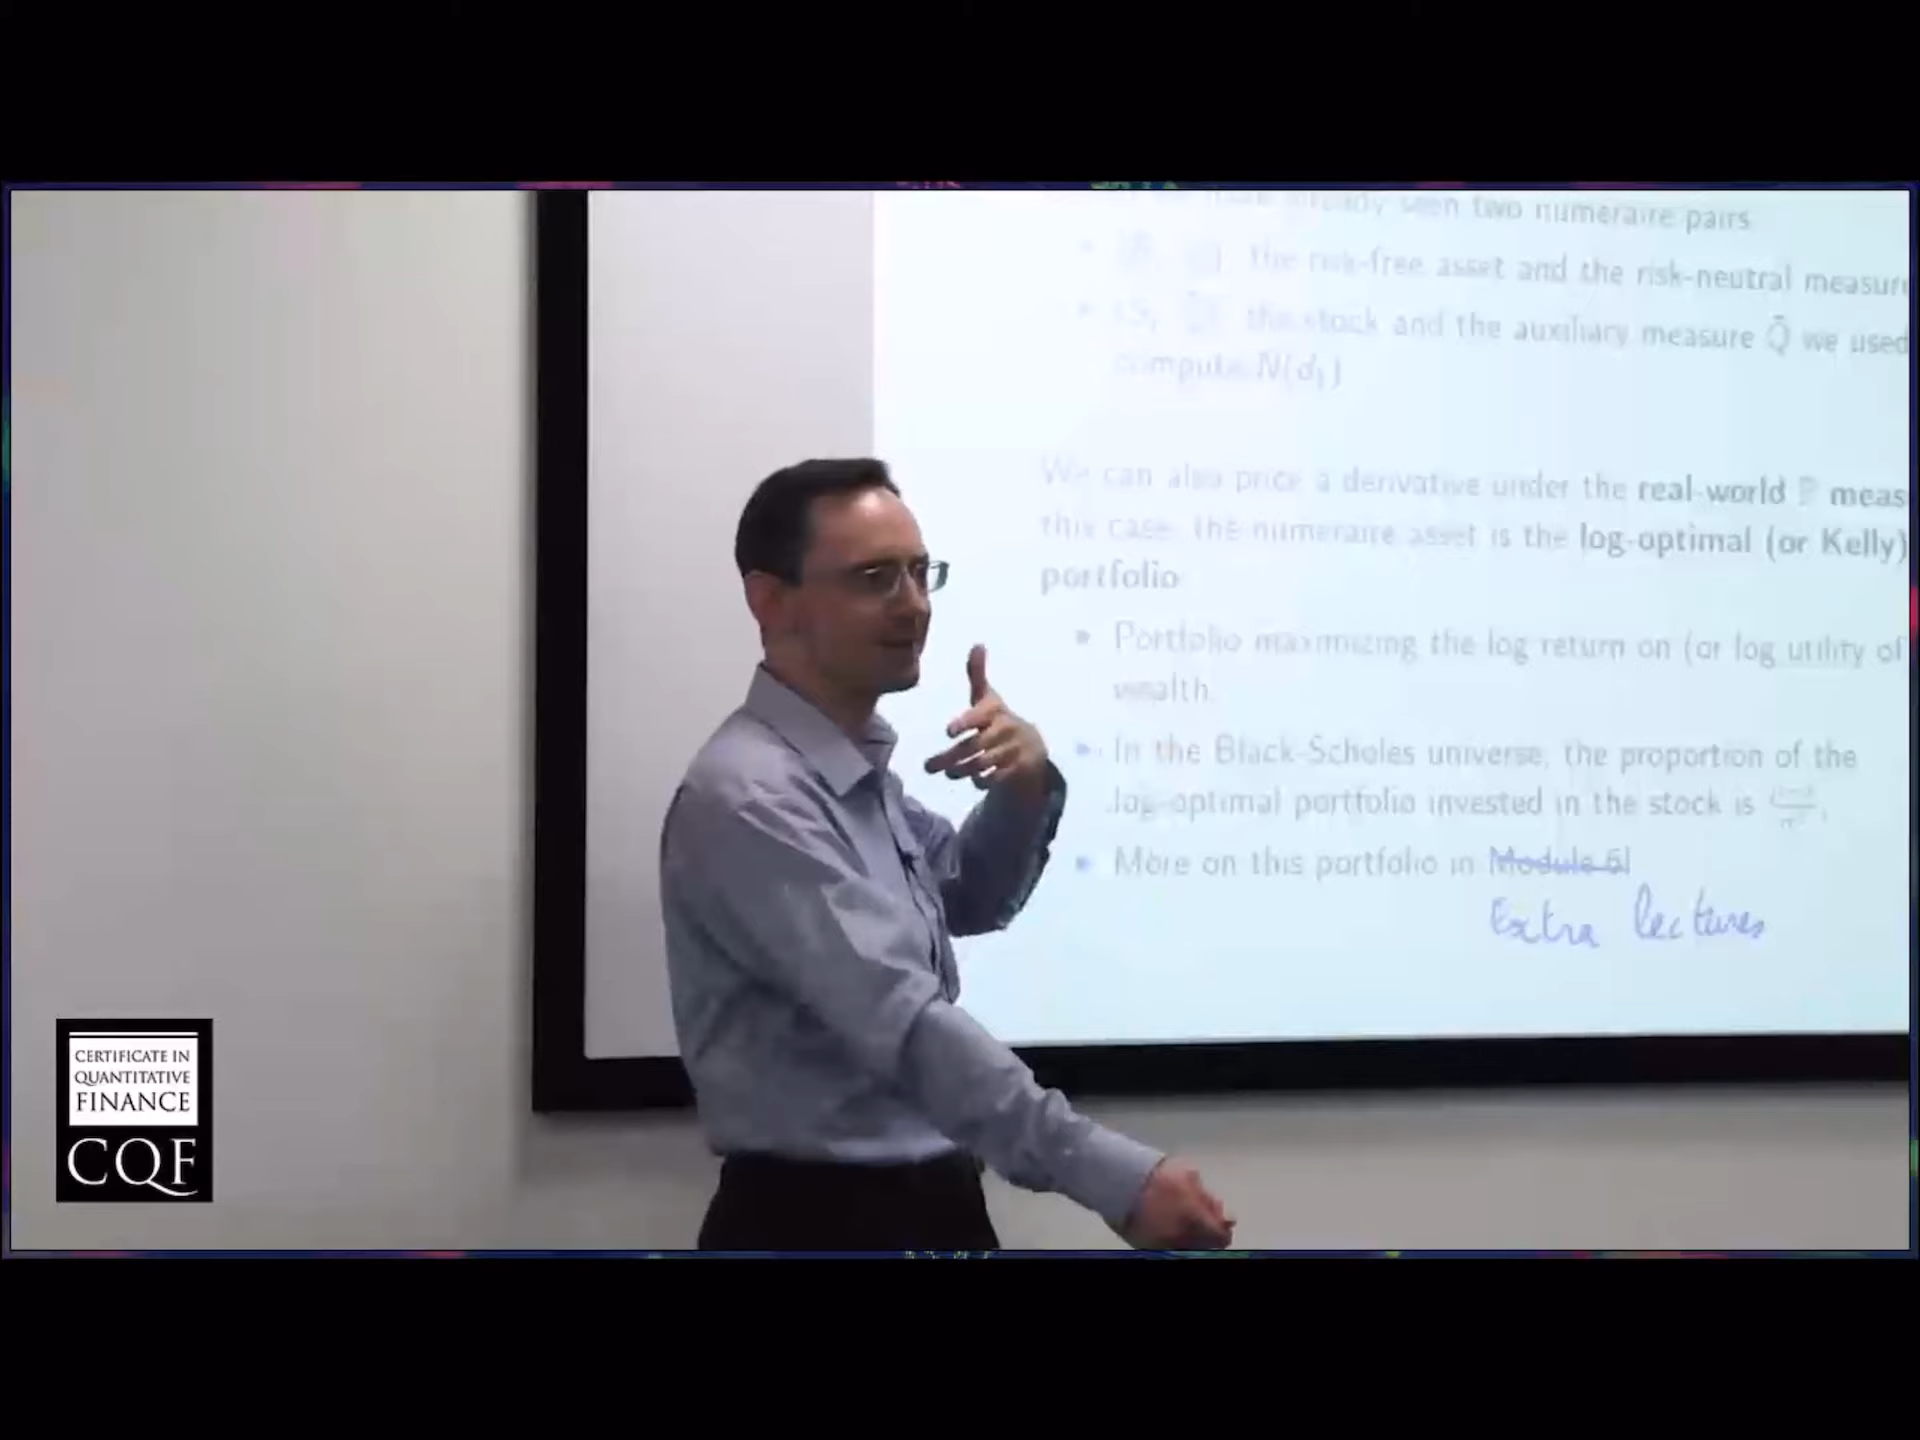 already seen two numeraire pairs
the risk-free asset and the risk-neutral measure
the stock and the auxiliary measure Q̃ we used
compute N(d₁)
We can also price a derivative under the real-world ℙ meas
this case, the numeraire asset is the log-optimal (or Kelly)
portfolio
Portfolio maximizing the log return on (or log utility of
wealth.
In the Black-Scholes universe, the proportion of the
log-optimal portfolio invested in the stock is
More on this portfolio in Module 6!
Extra lectures
CERTIFICATE IN
QUANTITATIVE
FINANCE
CQF